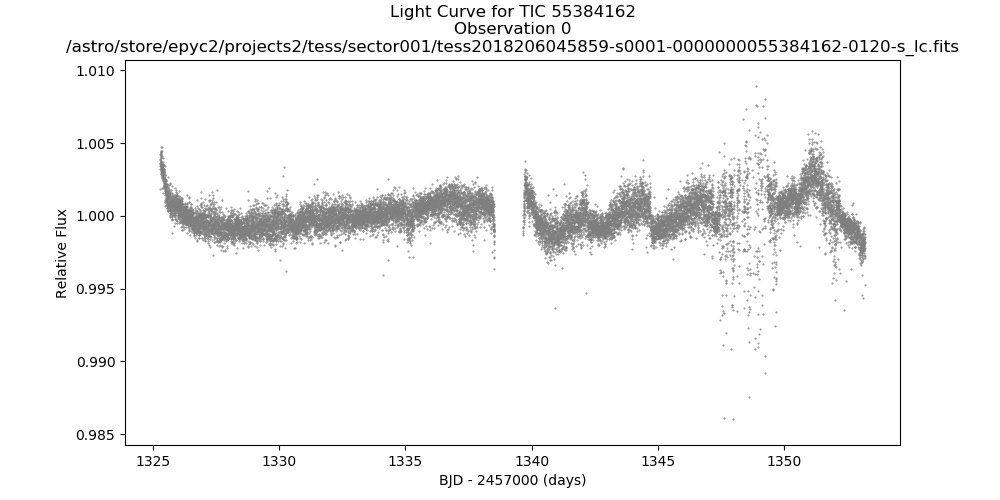 Light Curve for TIC 55384162
Observation 0
/astro/store/epyc2/projects2/tess/sector001/tess2018206045859-s0001-0000000055384162-0120-s_lc.fits
1.010
1.005
1.000
0.995
0.990
0.985
Relative Flux
1325 1330 1335 1340 1345 1350
BJD - 2457000 (days)